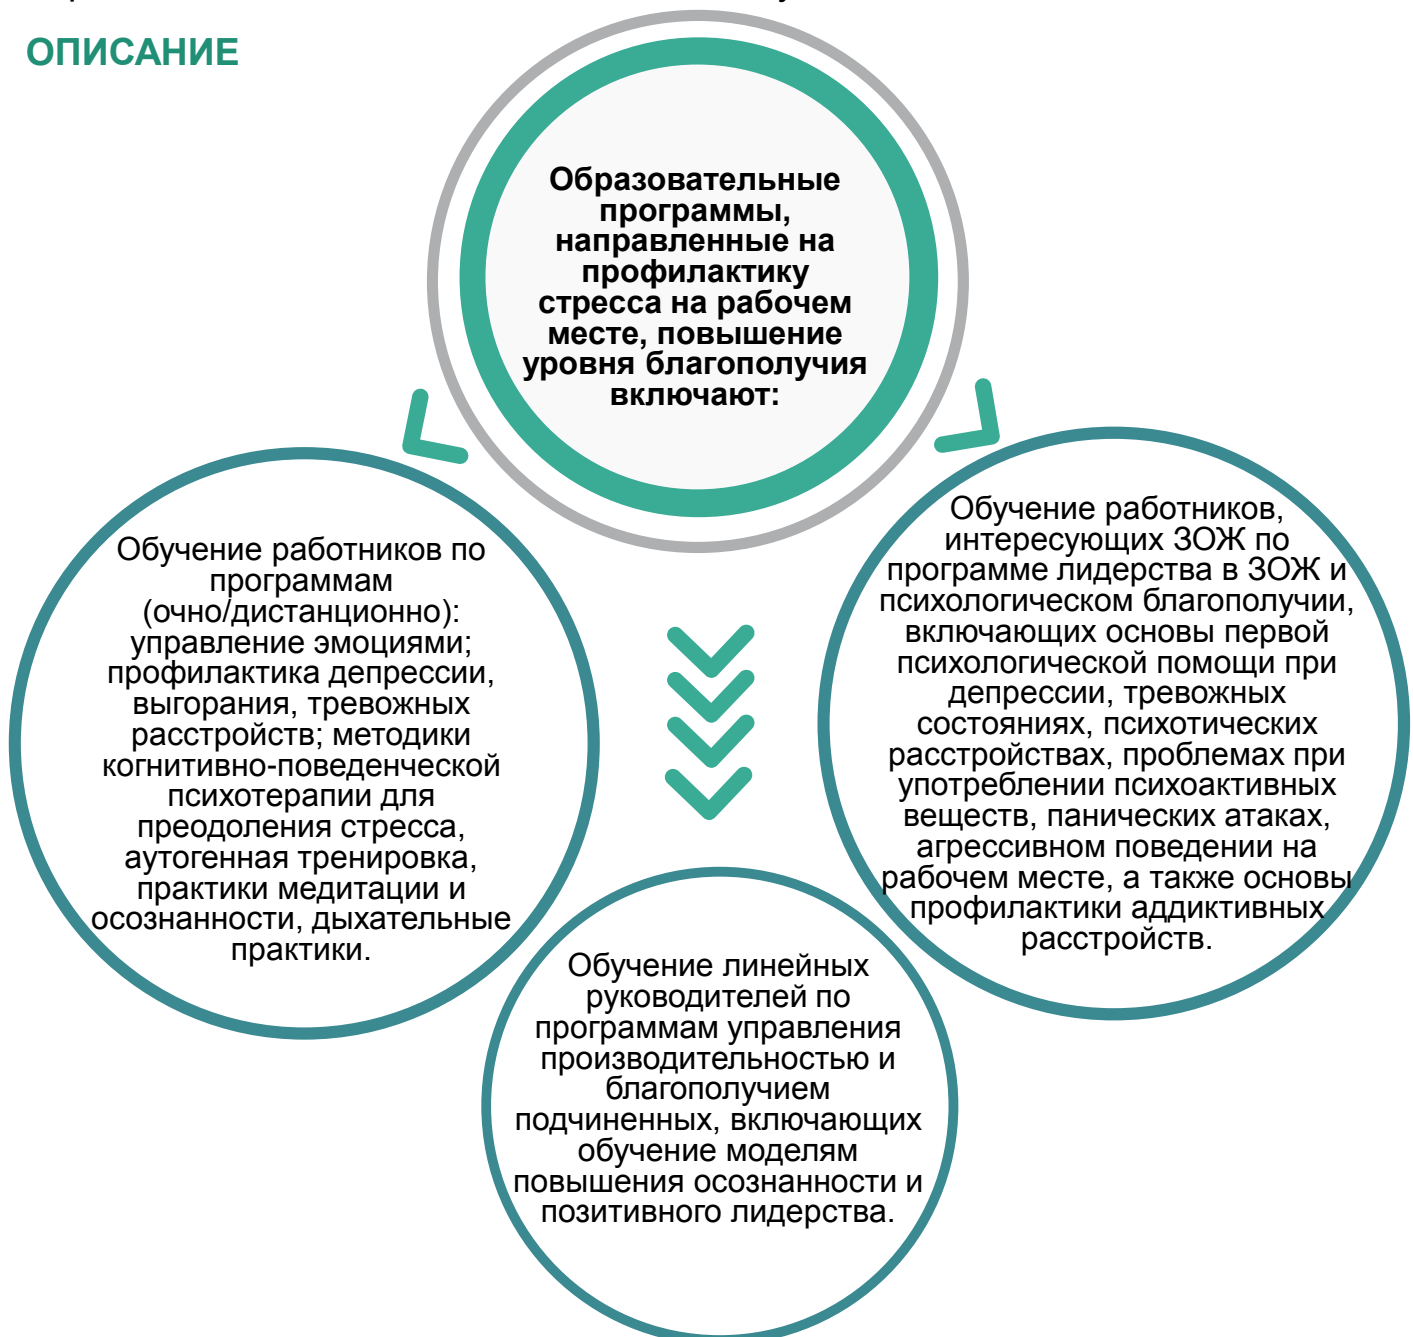 ОПИСАНИЕ
Образовательные
программы,
направленные на
профилактику
стресса на рабочем
месте, повышение
уровня благополучия
включают:
Обучение работников по
программам
(очно/дистанционно):
управление эмоциями;
профилактика депрессии,
выгорания, тревожных
расстройств; методики
когнитивно-поведенческой
психотерапии для
преодоления стресса,
аутогенная тренировка,
практики медитации и
осознанности, дыхательные
практики.
Обучение работников,
интересующих ЗОЖ по
программе лидерства в ЗОЖ и
психологическом благополучии,
включающих основы первой
психологической помощи при
депрессии, тревожных
состояниях, психотических
расстройствах, проблемах при
употреблении психоактивных
веществ, панических атаках,
агрессивном поведении на
рабочем месте, а также основы
профилактики аддиктивных
расстройств.
Обучение линейных
руководителей по
программам управления
производительностью и
благополучием
подчиненных, включающих
обучение моделям
повышения осознанности и
позитивного лидерства.